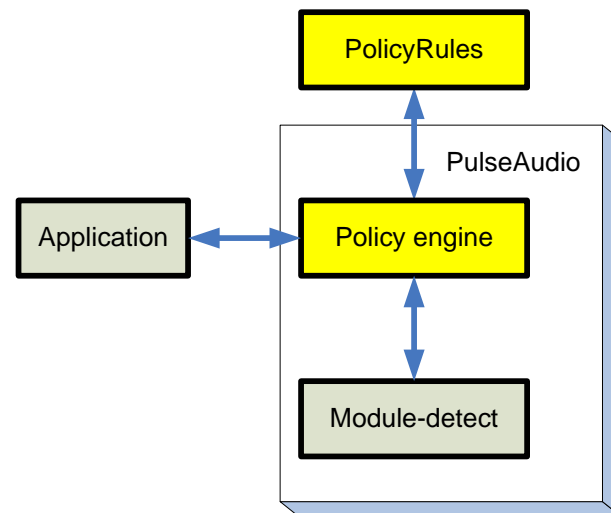 PolicyRules
PulseAudio
Application
Policy engine
Module-detect